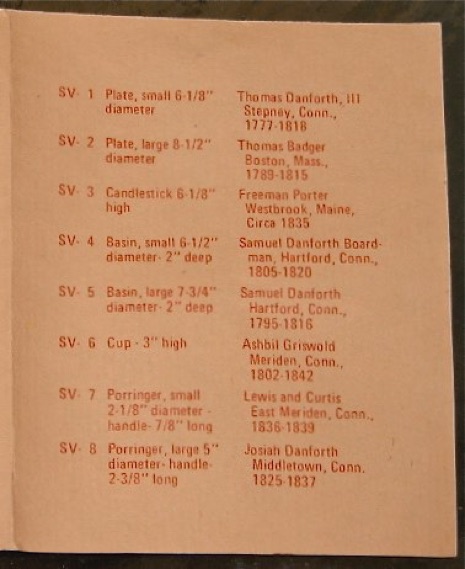 SV- 1 Plate, small 6-1/8" Thomas Danforth, III
diameter Stepney, Conn.,
1777-1818
SV- 2 Plate, large 8-1/2" Thomas Badger
diameter Boston, Mass.,
1789-1815
SV- 3 Candlestick 6-1/8" Freeman Porter
high Westbrook, Maine,
Circa 1835
SV- 4 Basin, small 6-1/2" Samuel Danforth Board-
diameter- 2" deep man, Hartford, Conn.,
1805-1820
SV- 5 Basin, large 7-3/4" Samuel Danforth
diameter- 2" deep Hartford, Conn.,
1795-1816
SV- 6 Cup - 3" high Ashbil Griswold
Meriden, Conn.,
1802-1842
SV- 7 Porringer, small Lewis and Curtis
2-1/8" diameter - East Meriden, Conn.,
handle- 7/8" long 1836-1839
SV- 8 Porringer, large 5" Josiah Danforth
diameter- handle- Middletown, Conn.
2-3/8" long 1825-1837